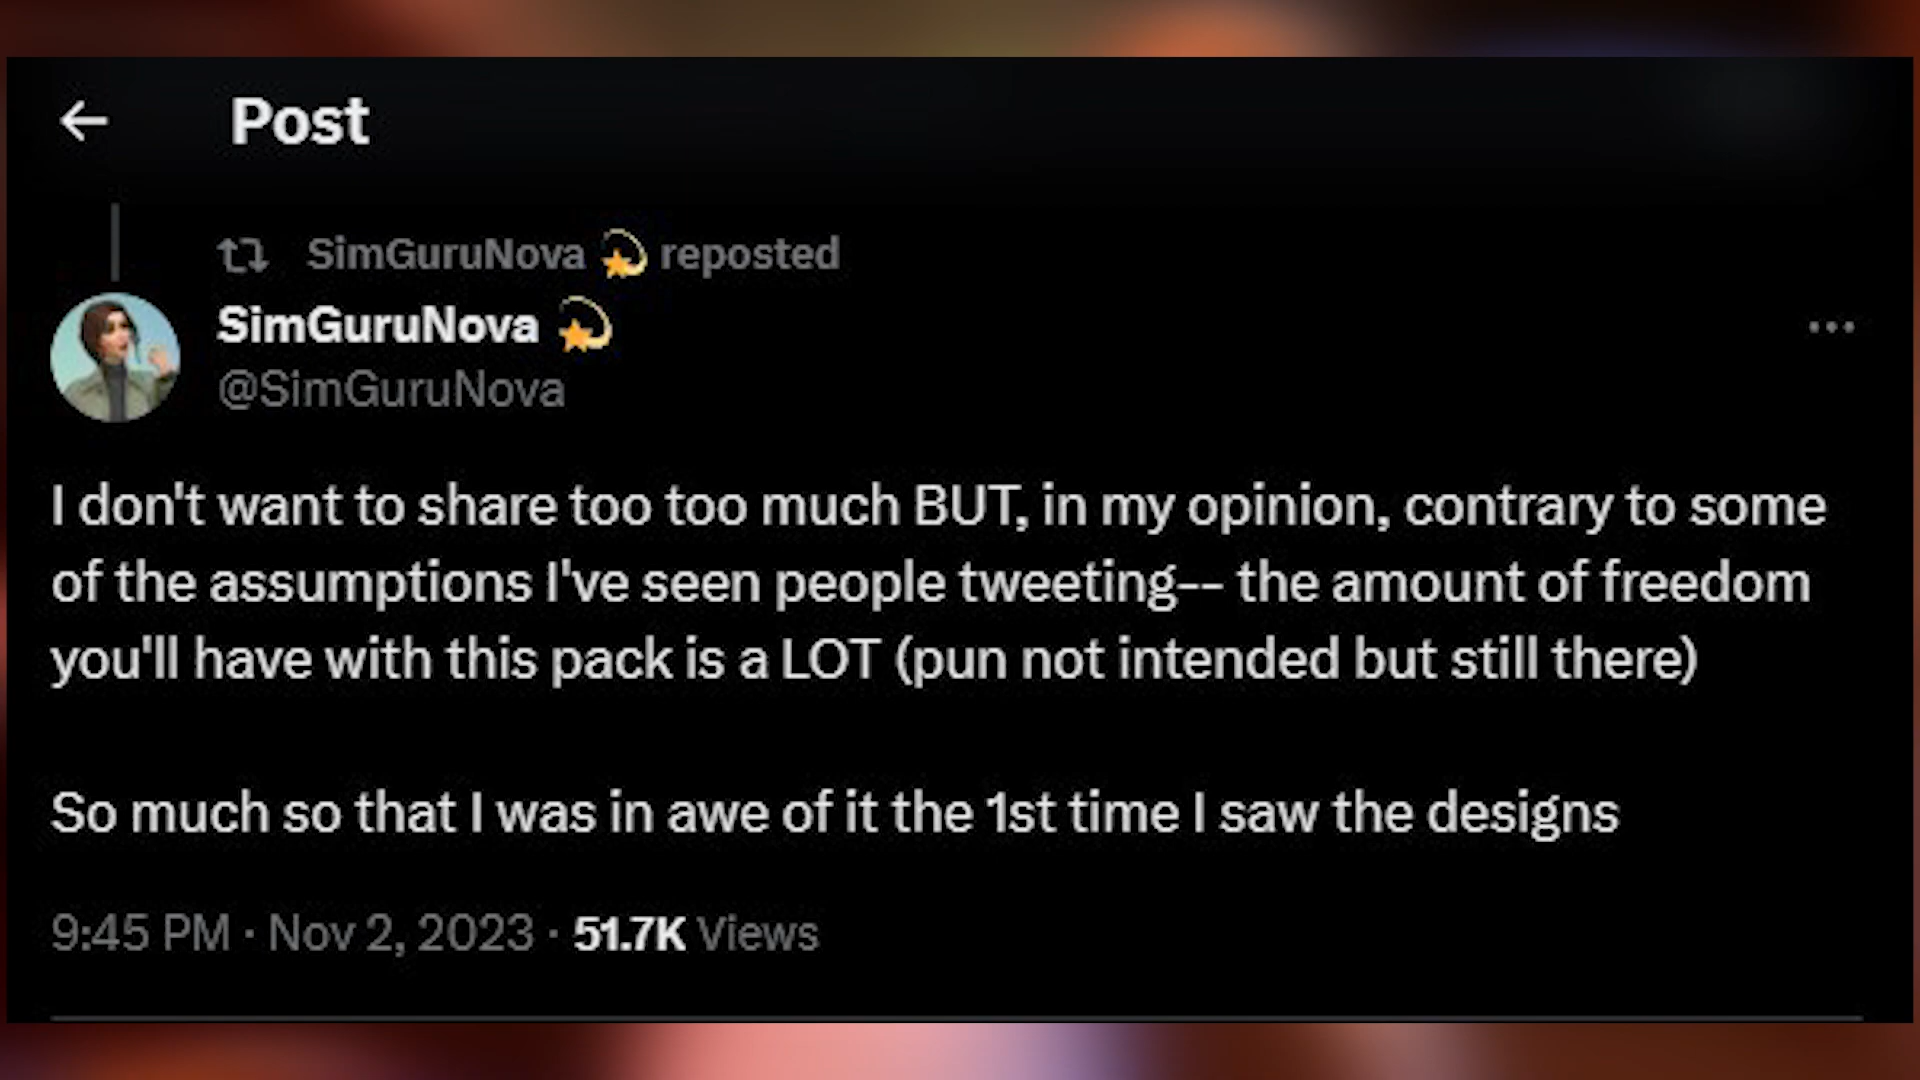 Post
SimGuruNova 💫 reposted
SimGuruNova 💫
@SimGuruNova
I don't want to share too too much BUT, in my opinion, contrary to some
of the assumptions I've seen people tweeting-- the amount of freedom
you'll have with this pack is a LOT (pun not intended but still there)
So much so that I was in awe of it the 1st time I saw the designs
9:45 PM · Nov 2, 2023 · 51.7K Views